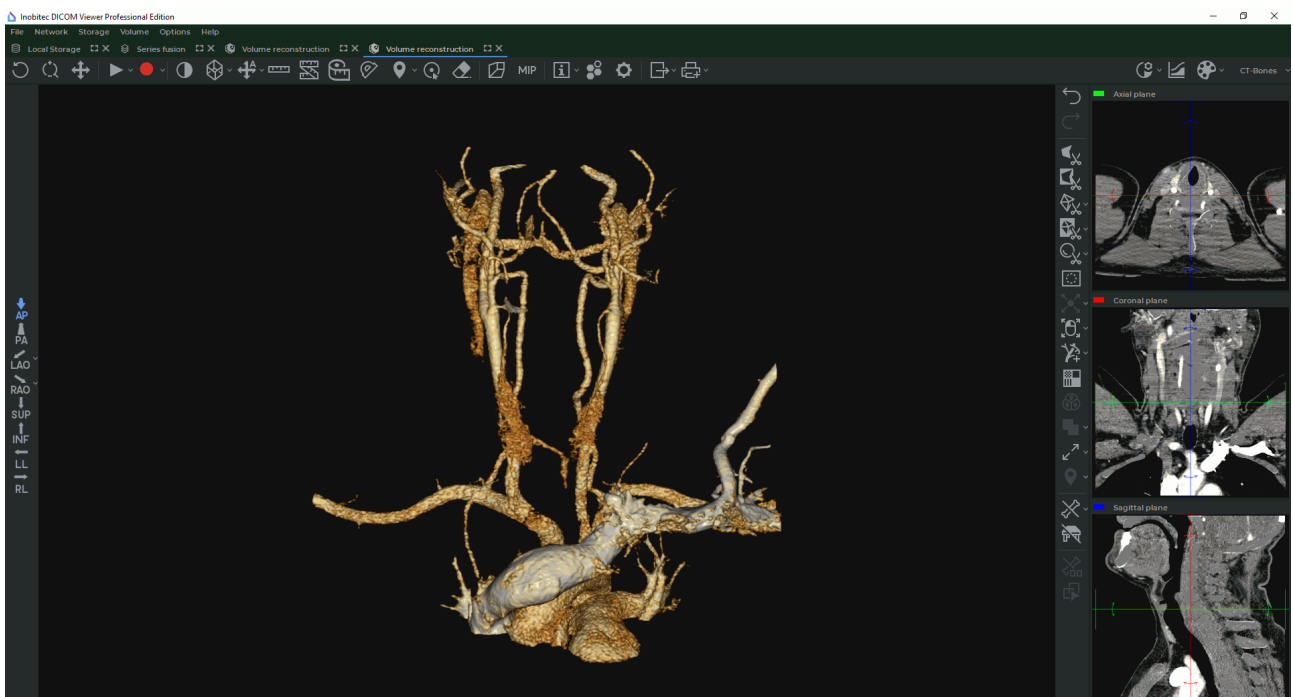 Inobitec DICOM Viewer Professional Edition
File Network Storage Volume Options Help
Local Storage Series fusion Volume reconstruction Volume reconstruction
MIP CT-Bones
Axial plane
Coronal plane
Sagittal plane
AP
PA
LAO
RAO
SUP
INF
LL
RL